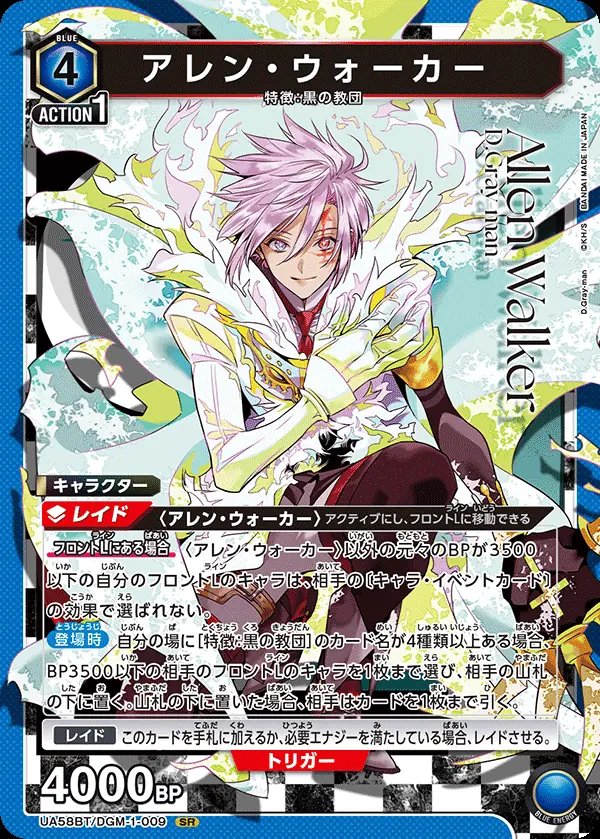 BLUE
4
ACTION 1
アレン・ウォーカー
特徴:黒の教団
Allen Walker
D.Gray-man
D.Gray-man ©KH/S BANDAI MADE IN JAPAN
キャラクター
レイド 〈アレン・ウォーカー〉アクティブにし、フロントLに移動できる
フロントLにある場合 〈アレン・ウォーカー〉以外の元々のBPが3500
以下の自分のフロントLのキャラは、相手の〔キャラ・イベントカード〕
の効果で選ばれない。
登場時 自分の場に[特徴:黒の教団]のカード名が4種類以上ある場合、
BP3500以下の相手のフロントLのキャラを1枚まで選び、相手の山札
の下に置く。山札の下に置いた場合、相手はカードを1枚まで引く。
レイド このカードを手札に加えるか、必要エナジーを満たしている場合、レイドさせる。
トリガー
4000BP
BLUE ENERGY
UA58BT/DGM-1-009 SR